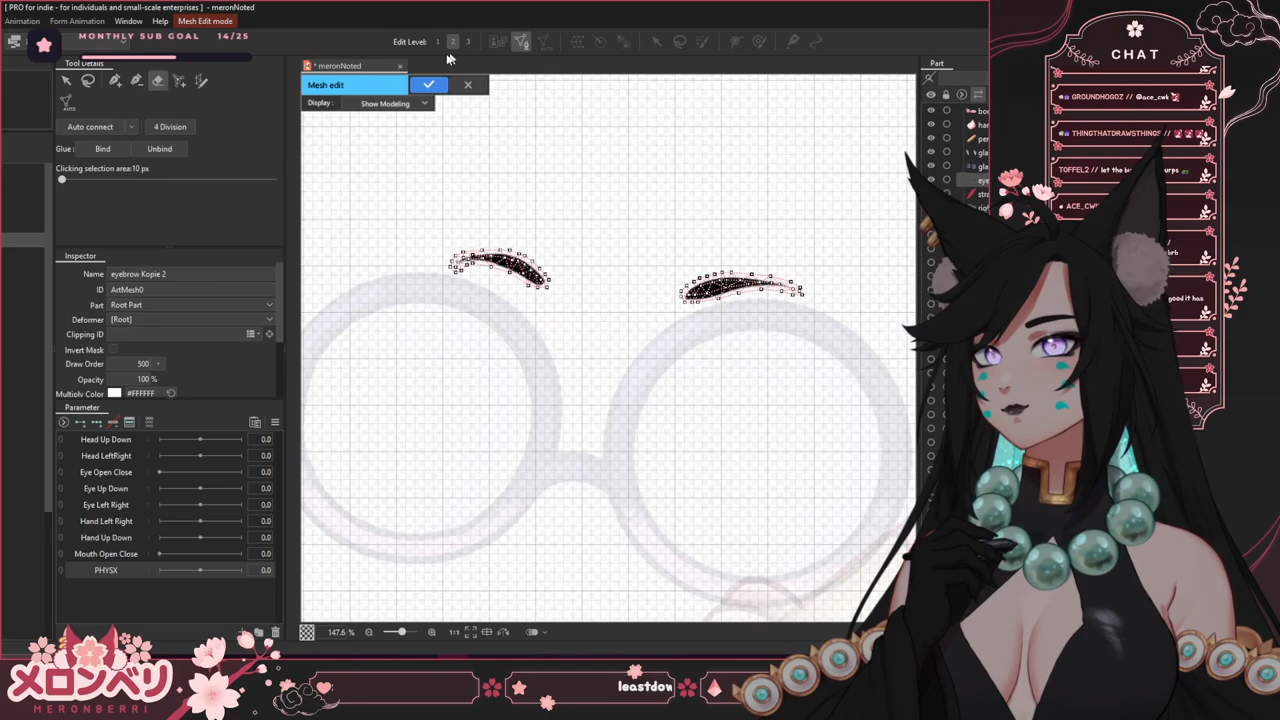 [ PRO for indie - for individuals and small-scale enterprises ] - meronNoted
Animation Form Animation Window Help Mesh Edit mode
MONTHLY SUB GOAL 14/25
Edit Level: 1 2 3
Tool Details
* meronNoted
Part
Mesh edit
Display : Show Modeling
AUTO
Auto connect 4 Division
Glue : Bind Unbind
Clicking selection area:10 px
Inspector
Name eyebrow Kopie 2
ID ArtMesh0
Part Root Part
Deformer [Root]
Clipping ID
Invert Mask
Draw Order 500
Opacity 100 %
Multiply Color #FFFFFF
Parameter
Head Up Down 0.0
Head LeftRight 0.0
Eye Open Close 0.0
Eye Up Down 0.0
Eye Left Right 0.0
Hand Left Right 0.0
Hand Up Down 0.0
Mouth Open Close 0.0
PHYSX 0.0
147.6 % 1:1
CHAT
GROUNDHOGOZ // @ace_cwk
THINGTHATDRAWSTHINGS //
TOFFEL2 // let the
good it has
メロンベリ
MERONBERRI
leastdow